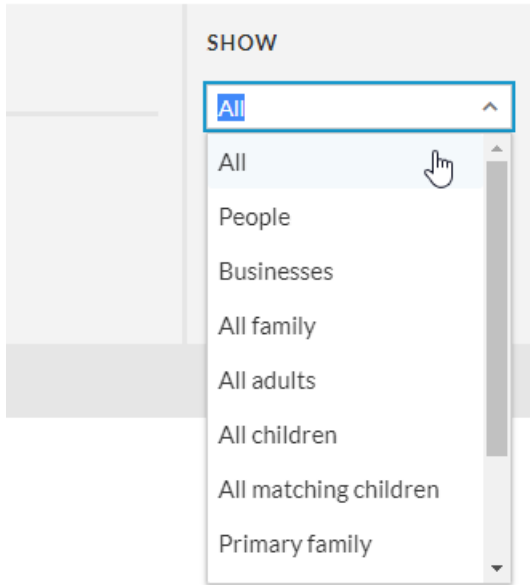 SHOW
All
All
People
Businesses
All family
All adults
All children
All matching children
Primary family